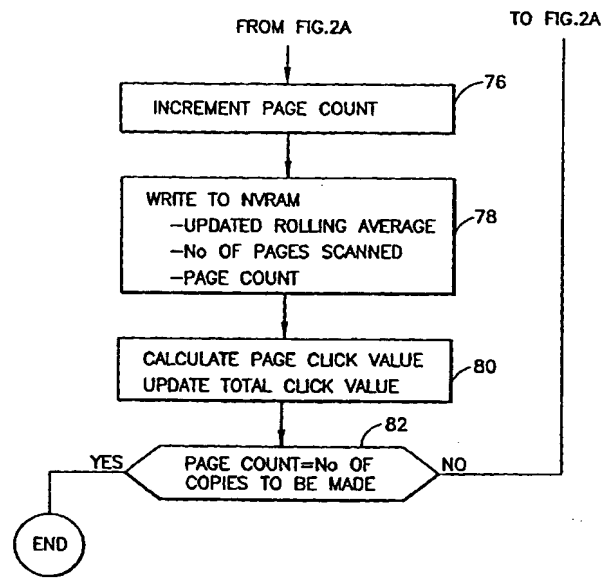 FROM FIG.2A
TO FIG.2A
INCREMENT PAGE COUNT
76
WRITE TO NVRAM
-UPDATED ROLLING AVERAGE
-No OF PAGES SCANNED
-PAGE COUNT
78
CALCULATE PAGE CLICK VALUE
UPDATE TOTAL CLICK VALUE
80
82
YES
PAGE COUNT=No OF
COPIES TO BE MADE
NO
END